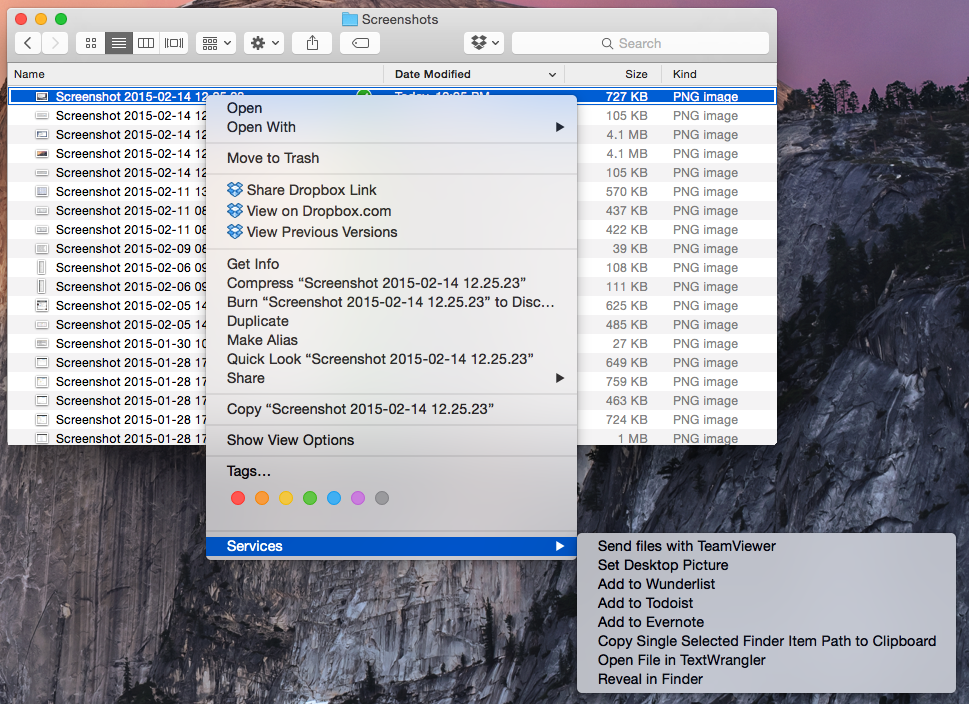 Screenshots
Search
Name Date Modified Size Kind
Screenshot 2015-02-14 12.25.23 Today, 12:25 PM 727 KB PNG image
Screenshot 2015-02-14 12 105 KB PNG image
Screenshot 2015-02-14 12 4.1 MB PNG image
Screenshot 2015-02-14 12 4.1 MB PNG image
Screenshot 2015-02-14 12 105 KB PNG image
Screenshot 2015-02-11 13 570 KB PNG image
Screenshot 2015-02-11 08 437 KB PNG image
Screenshot 2015-02-11 08 422 KB PNG image
Screenshot 2015-02-09 08 39 KB PNG image
Screenshot 2015-02-06 09 108 KB PNG image
Screenshot 2015-02-06 09 111 KB PNG image
Screenshot 2015-02-05 14 625 KB PNG image
Screenshot 2015-02-05 14 485 KB PNG image
Screenshot 2015-01-30 10 27 KB PNG image
Screenshot 2015-01-28 17 649 KB PNG image
Screenshot 2015-01-28 17 759 KB PNG image
Screenshot 2015-01-28 17 463 KB PNG image
Screenshot 2015-01-28 17 724 KB PNG image
Screenshot 2015-01-28 17 1 MB PNG image
Open
Open With
Move to Trash
Share Dropbox Link
View on Dropbox.com
View Previous Versions
Get Info
Compress “Screenshot 2015-02-14 12.25.23”
Burn “Screenshot 2015-02-14 12.25.23” to Disc…
Duplicate
Make Alias
Quick Look “Screenshot 2015-02-14 12.25.23”
Share
Copy “Screenshot 2015-02-14 12.25.23”
Show View Options
Tags…
Services
Send files with TeamViewer
Set Desktop Picture
Add to Wunderlist
Add to Todoist
Add to Evernote
Copy Single Selected Finder Item Path to Clipboard
Open File in TextWrangler
Reveal in Finder